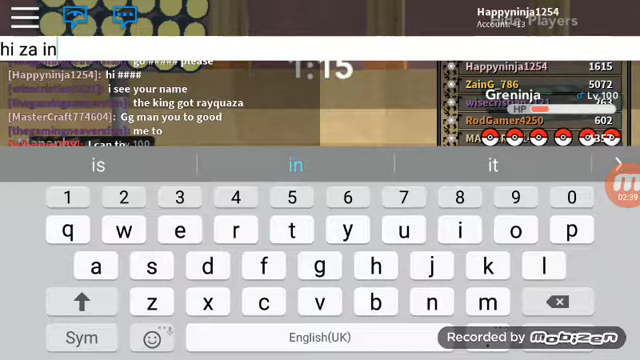 Happyninja1254
Account: <13
Hide Players
hi za in
go ##### please
[Happyninja1254]: hi ####
i see your name
the king got rayquaza
[MasterCraft774604]: Gg man you to good
me to
I can try
1:15
Happyninja1254 1615
ZainG_786 5072
Greninja Lv.100
HP
RodGamer4250 602
is in it
1 2 3 4 5 6 7 8 9 0
q w e r t y u i o p
a s d f g h j k l
z x c v b n m
Sym English(UK)
02:39
Recorded by mobizen